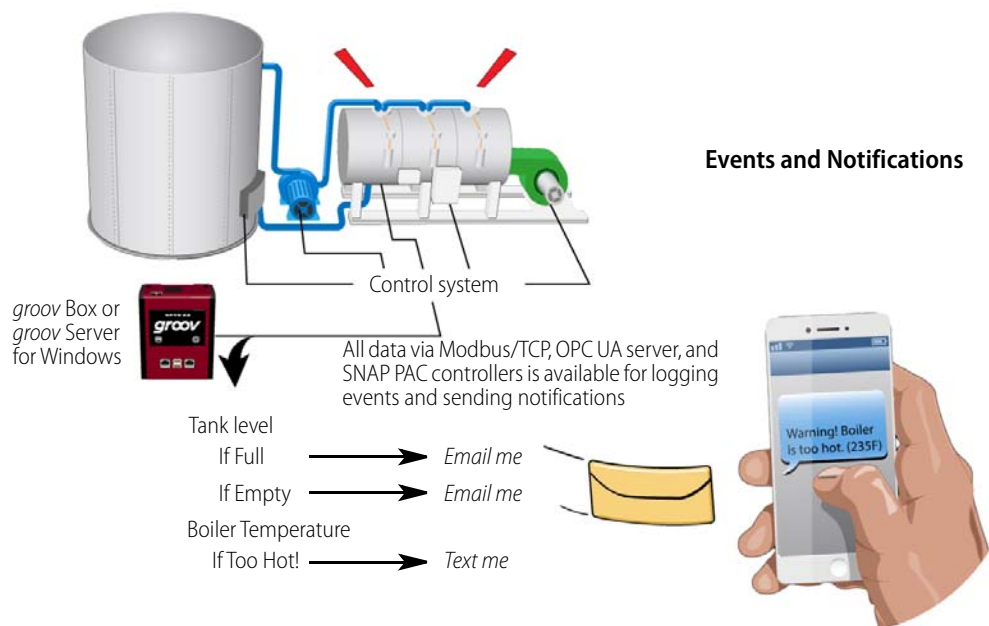 Events and Notifications
Control system
groov Box or
groov Server
for Windows
groov
All data via Modbus/TCP, OPC UA server, and
SNAP PAC controllers is available for logging
events and sending notifications
Tank level
If Full
Email me
If Empty
Email me
Boiler Temperature
If Too Hot!
Text me
Warning! Boiler
is too hot. (235F)